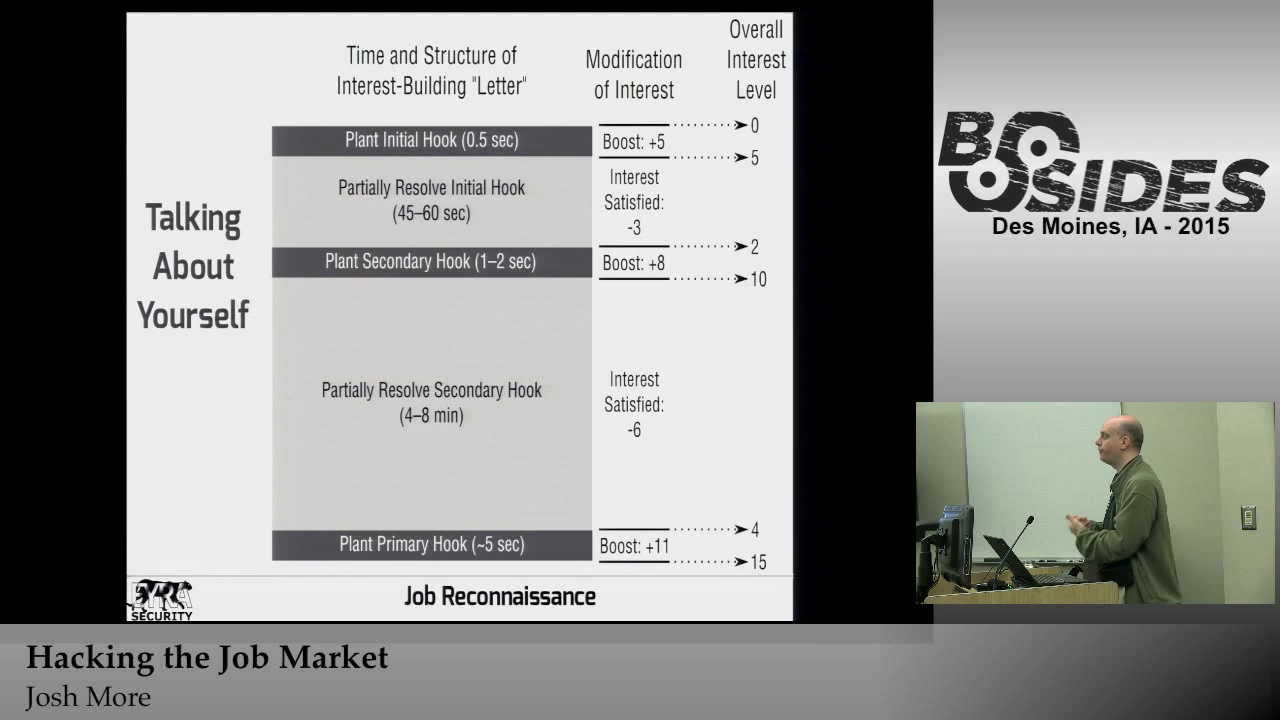 Time and Structure of
Interest-Building "Letter"
Modification
of Interest
Overall
Interest
Level
Talking
About
Yourself
Plant Initial Hook (0.5 sec)
Boost: +5
0
5
Partially Resolve Initial Hook
(45–60 sec)
Interest
Satisfied:
-3
Plant Secondary Hook (1–2 sec)
Boost: +8
2
10
Partially Resolve Secondary Hook
(4–8 min)
Interest
Satisfied:
-6
Plant Primary Hook (~5 sec)
Boost: +11
4
15
EYRA
SECURITY
Job Reconnaissance
BSIDES
Des Moines, IA - 2015
Hacking the Job Market
Josh More